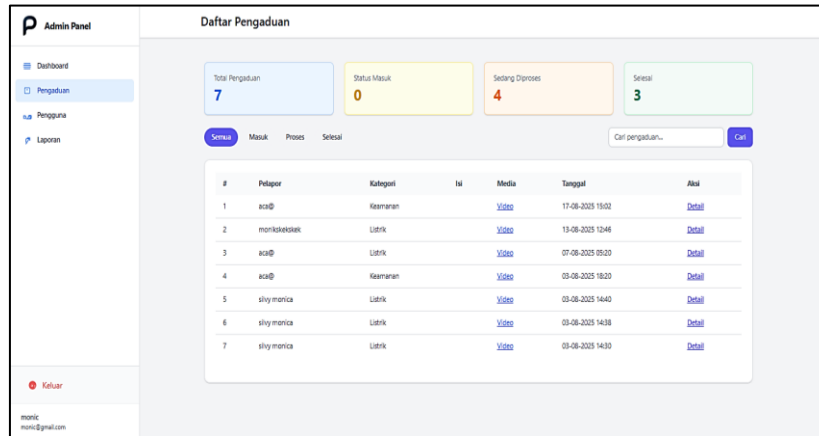 Admin Panel
Daftar Pengaduan
Dashboard
Pengaduan
Pengguna
Laporan
Total Pengaduan
7
Status Masuk
0
Sedang Diproses
4
Selesai
3
Semua Masuk Proses Selesai Cari pengaduan... Cari
# Pelapor Kategori Isi Media Tanggal Aksi
1 aca@ Keamanan Video 17-08-2025 15:02 Detail
2 monikskekskek Listrik Video 13-08-2025 12:46 Detail
3 aca@ Listrik Video 07-08-2025 05:20 Detail
4 aca@ Keamanan Video 03-08-2025 18:20 Detail
5 silvy monica Listrik Video 03-08-2025 14:40 Detail
6 silvy monica Listrik Video 03-08-2025 14:38 Detail
7 silvy monica Listrik Video 03-08-2025 14:30 Detail
Keluar
monic
monic@gmail.com